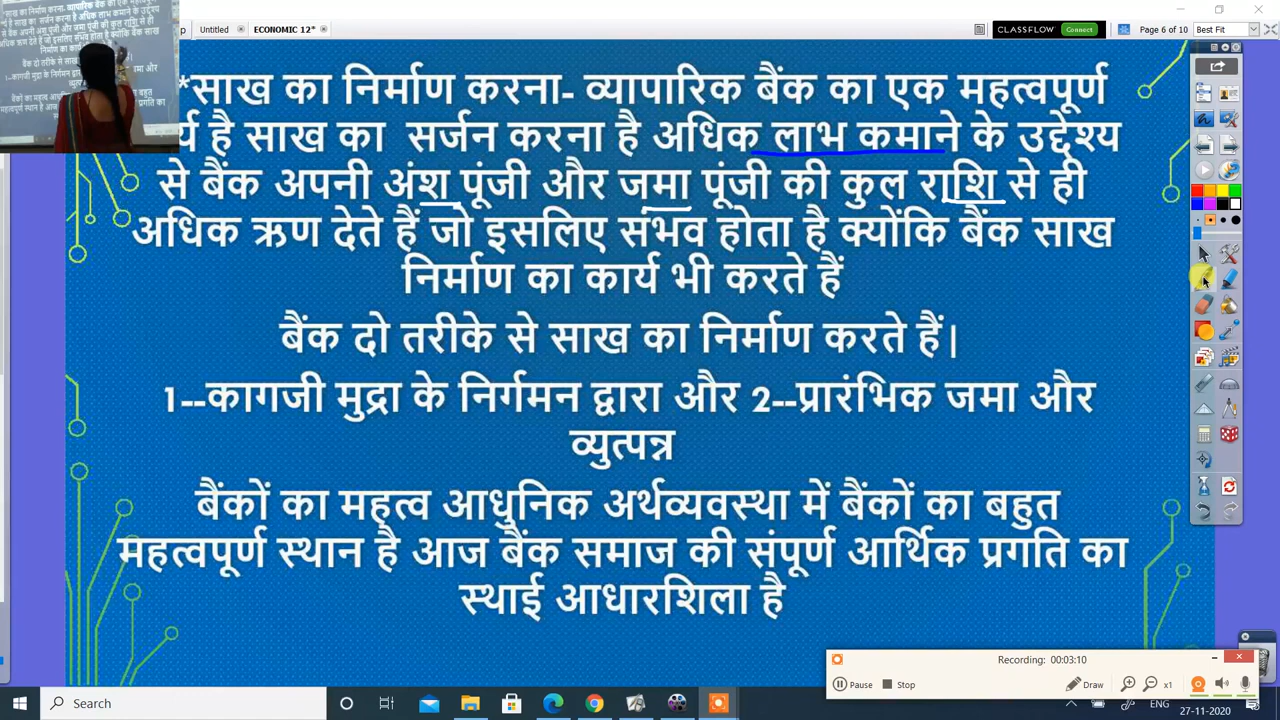 Untitled
ECONOMIC 12*
CLASSFLOW Connect
Page 6 of 10
Best Fit
*साख का निर्माण करना- व्यापारिक बैंक का एक महत्वपूर्ण
र्य है साख का सर्जन करना है अधिक लाभ कमाने के उद्देश्य
से बैंक अपनी अंश पूंजी और जमा पूंजी की कुल राशि से ही
अधिक ऋण देते हैं जो इसलिए संभव होता है क्योंकि बैंक साख
निर्माण का कार्य भी करते हैं
बैंक दो तरीके से साख का निर्माण करते हैं|
1--कागजी मुद्रा के निर्गमन द्वारा और 2--प्रारंभिक जमा और
व्युत्पन्न
बैंकों का महत्व आधुनिक अर्थव्यवस्था में बैंकों का बहुत
महत्वपूर्ण स्थान है आज बैंक समाज की संपूर्ण आर्थिक प्रगति का
स्थाई आधारशिला है
Recording: 00:03:10
Pause Stop Draw x1
Search
ENG
27-11-2020